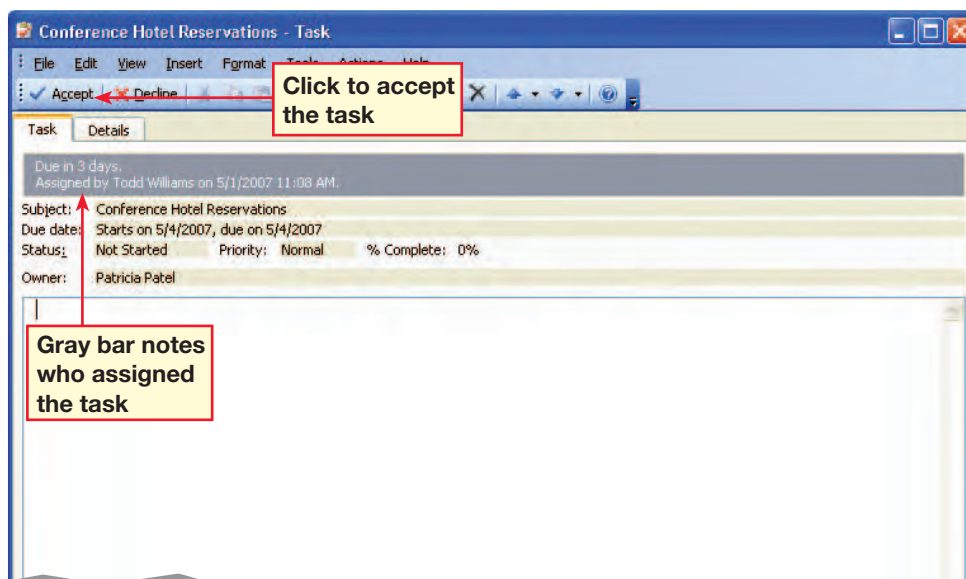 Conference Hotel Reservations - Task
File Edit View Insert Format Tools Actions Help
Accept Decline
Click to accept
the task
Task Details
Due in 3 days.
Assigned by Todd Williams on 5/1/2007 11:08 AM.
Subject: Conference Hotel Reservations
Due date: Starts on 5/4/2007, due on 5/4/2007
Status: Not Started Priority: Normal % Complete: 0%
Owner: Patricia Patel
Gray bar notes
who assigned
the task